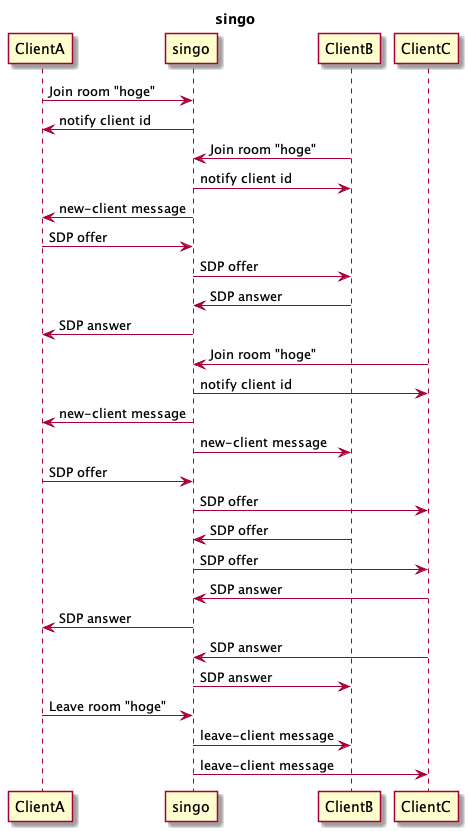 singo
ClientA singo ClientB ClientC
Join room "hoge"
notify client id
Join room "hoge"
notify client id
new-client message
SDP offer
SDP offer
SDP answer
SDP answer
Join room "hoge"
notify client id
new-client message
new-client message
SDP offer
SDP offer
SDP offer
SDP offer
SDP answer
SDP answer
SDP answer
SDP answer
Leave room "hoge"
leave-client message
leave-client message
ClientA singo ClientB ClientC